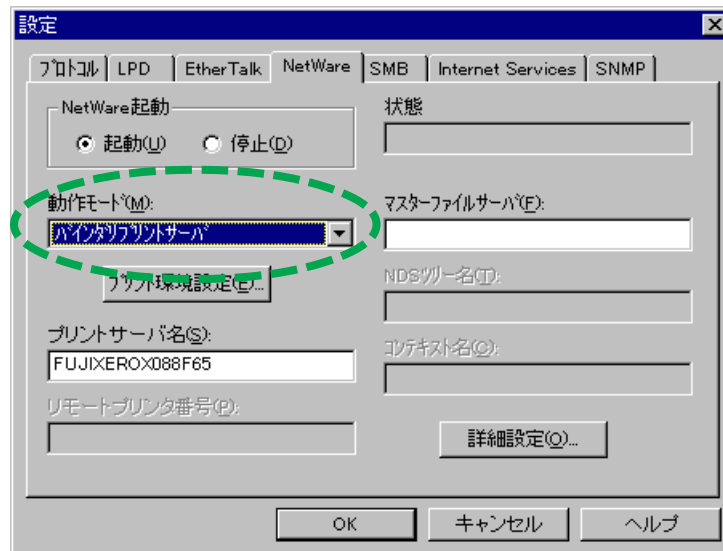 設定
プロトコル LPD EtherTalk NetWare SMB Internet Services SNMP
NetWare起動
起動(U) 停止(D)
状態
動作モード(M):
バインダリプリントサーバ
プリント環境設定(E)...
プリントサーバ名(S):
FUJIXEROX088F65
リモートプリンタ番号(P):
マスターファイルサーバ(F):
NDSツリー名(T):
コンテキスト名(C):
詳細設定(O)...
OK キャンセル ヘルプ